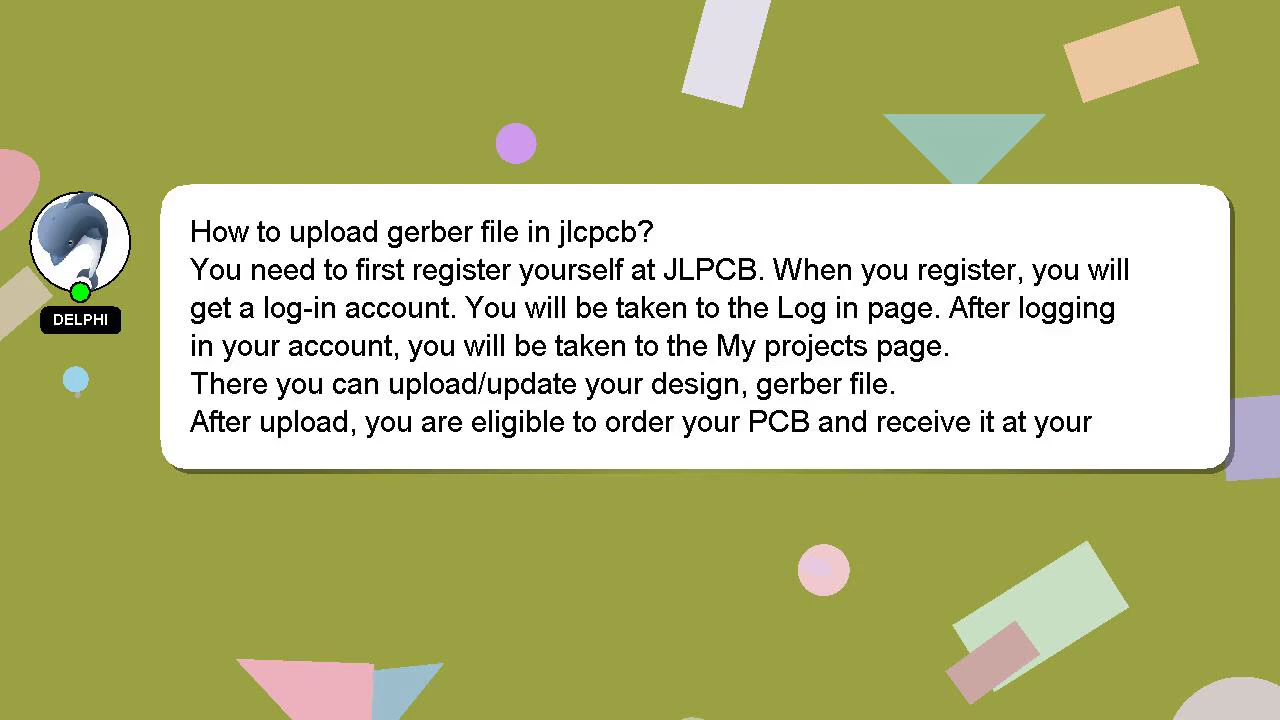 How to upload gerber file in jlcpcb?
You need to first register yourself at JLPCB. When you register, you will
get a log-in account. You will be taken to the Log in page. After logging
in your account, you will be taken to the My projects page.
There you can upload/update your design, gerber file.
After upload, you are eligible to order your PCB and receive it at your
DELPHI